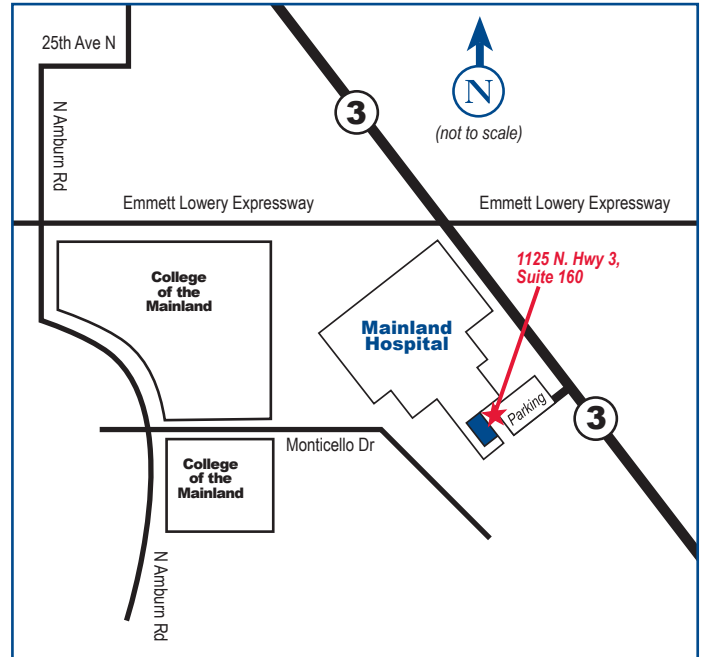 25th Ave N
N Amburn Rd
3
N
(not to scale)
Emmett Lowery Expressway
Emmett Lowery Expressway
1125 N. Hwy 3,
Suite 160
College
of the
Mainland
Mainland
Hospital
Parking
3
Monticello Dr
College
of the
Mainland
N Amburn Rd